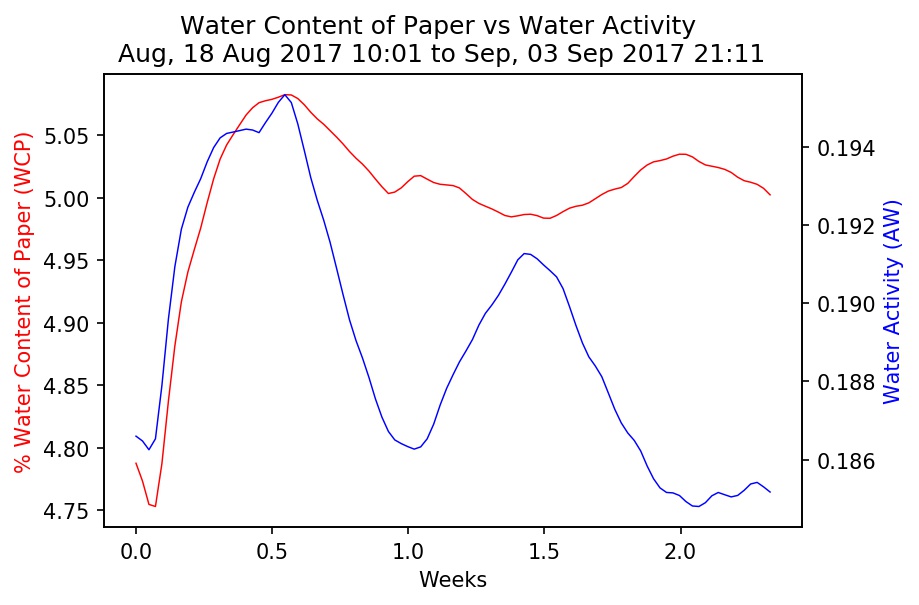 Water Content of Paper vs Water Activity
Aug, 18 Aug 2017 10:01 to Sep, 03 Sep 2017 21:11
% Water Content of Paper (WCP)
5.05
5.00
4.95
4.90
4.85
4.80
4.75
0.194
0.192
0.190
0.188
0.186
Water Activity (AW)
0.0 0.5 1.0 1.5 2.0
Weeks